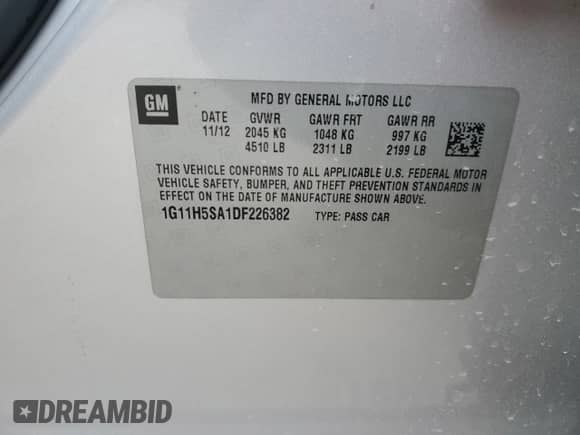 GM
MFD BY GENERAL MOTORS LLC
DATE GVWR GAWR FRT GAWR RR
11/12 2045 KG 1048 KG 997 KG
4510 LB 2311 LB 2199 LB
THIS VEHICLE CONFORMS TO ALL APPLICABLE U.S. FEDERAL MOTOR
VEHICLE SAFETY, BUMPER, AND THEFT PREVENTION STANDARDS IN
EFFECT ON THE DATE OF MANUFACTURE SHOWN ABOVE.
1G11H5SA1DF226382 TYPE: PASS CAR
DREAMBID